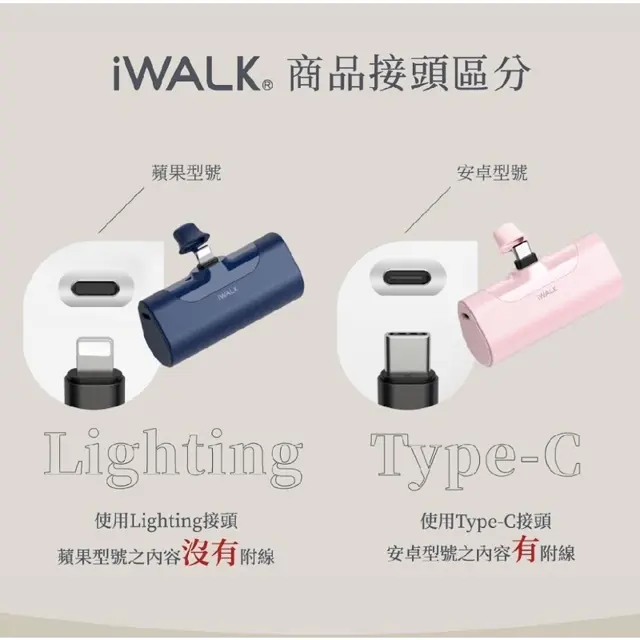 iWALK® 商品接頭區分
蘋果型號
安卓型號
iWALK
iWALK
Lighting
Type-C
使用Lighting接頭
蘋果型號之內容沒有附線
使用Type-C接頭
安卓型號之內容有附線